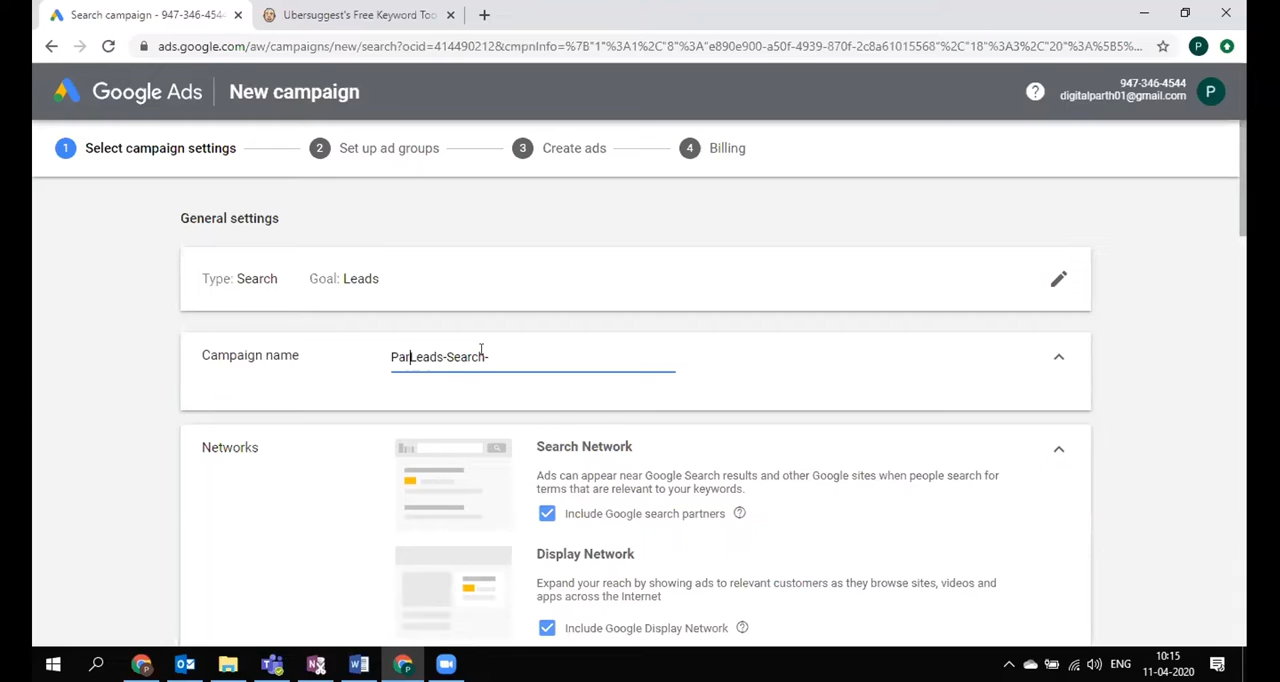 Search campaign - 947-346-454
Ubersuggest's Free Keyword Too
ads.google.com/aw/campaigns/new/search?ocid=414490212&cmpnInfo=%7B"1"%3A1%2C"8"%3A"e890e900-a50f-4939-870f-2c8a61015568"%2C"18"%3A3%2C"20"%3A%5B5%...
P
Google Ads
New campaign
?
947-346-4544
digitalparth01@gmail.com
P
1 Select campaign settings
2 Set up ad groups
3 Create ads
4 Billing
General settings
Type: Search Goal: Leads
Campaign name
ParLeads-Search-
Networks
Search Network
Ads can appear near Google Search results and other Google sites when people search for
terms that are relevant to your keywords.
Include Google search partners ?
Display Network
Expand your reach by showing ads to relevant customers as they browse sites, videos and
apps across the Internet
Include Google Display Network ?
ENG
10:15
11-04-2020